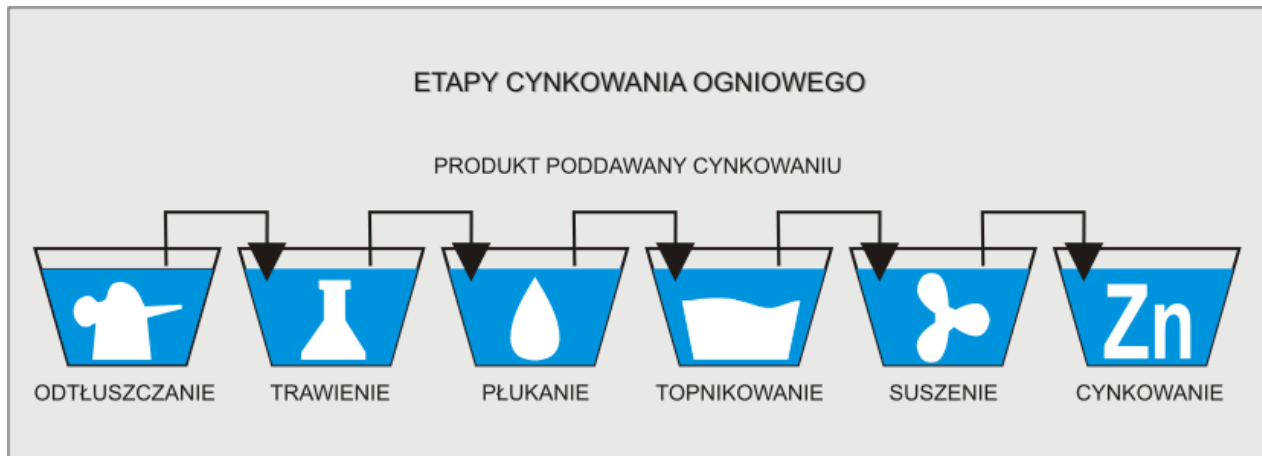 ETAPY CYNKOWANIA OGNIOWEGO
PRODUKT PODDAWANY CYNKOWANIU
Zn
ODTŁUSZCZANIE TRAWIENIE PŁUKANIE TOPNIKOWANIE SUSZENIE CYNKOWANIE